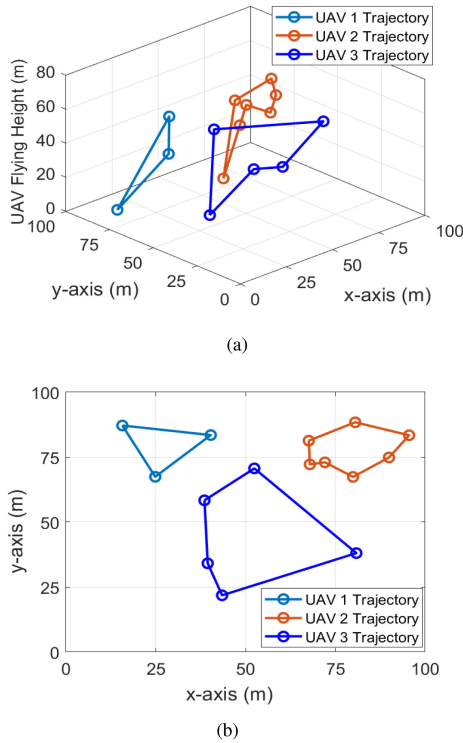 UAV 1 Trajectory
UAV 2 Trajectory
UAV 3 Trajectory
UAV Flying Height (m)
80
60
40
20
0
100
75
50
25
0
y-axis (m)
0
25
50
75
100
x-axis (m)
(a)
100
75
50
25
0
y-axis (m)
UAV 1 Trajectory
UAV 2 Trajectory
UAV 3 Trajectory
0
25
50
75
100
x-axis (m)
(b)